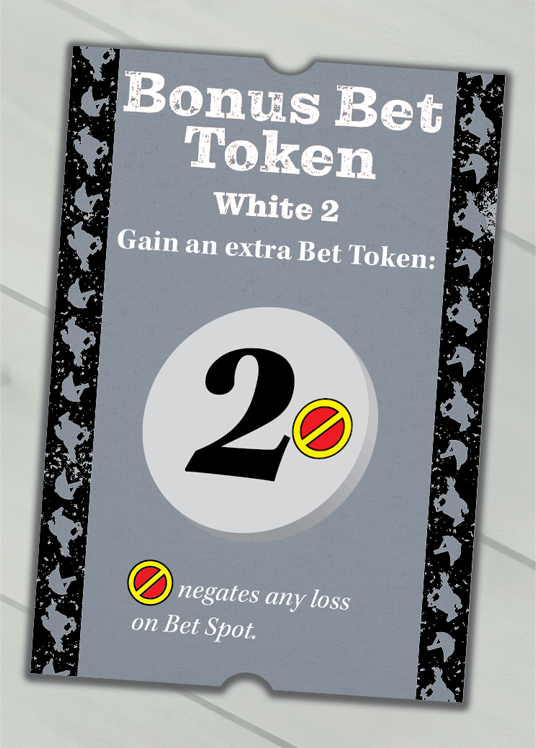 Bonus Bet
Token
White 2
Gain an extra Bet Token:
2
negates any loss
on Bet Spot.